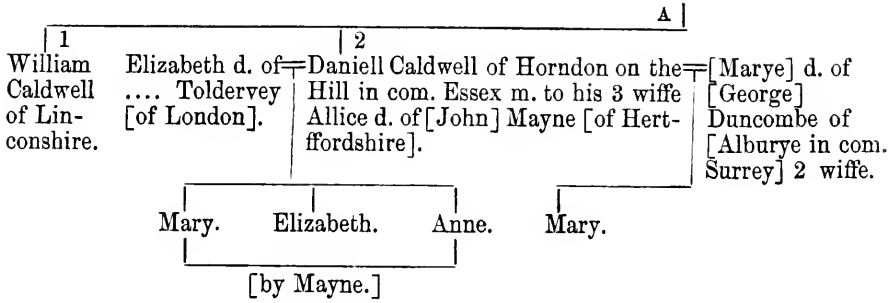 A
1 2
William Elizabeth d. of=Daniell Caldwell of Horndon on the=[Marye] d. of
Caldwell .... Toldervey Hill in com. Essex m. to his 3 wiffe [George]
of Lin- [of London]. Allice d. of [John] Mayne [of Hert- Duncombe of
conshire. ffordshire]. [Alburye in com.
Surrey] 2 wiffe.
Mary. Elizabeth. Anne. Mary.
[by Mayne.]